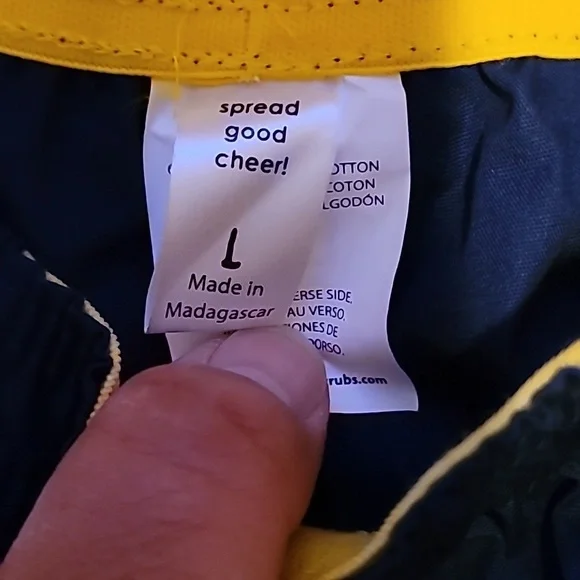 spread
good
cheer!
L
Made in
Madagascar
OTTON
COTON
LGODÓN
ERSE SIDE,
AU VERSO,
IONES DE
DORSO.
rubs.com